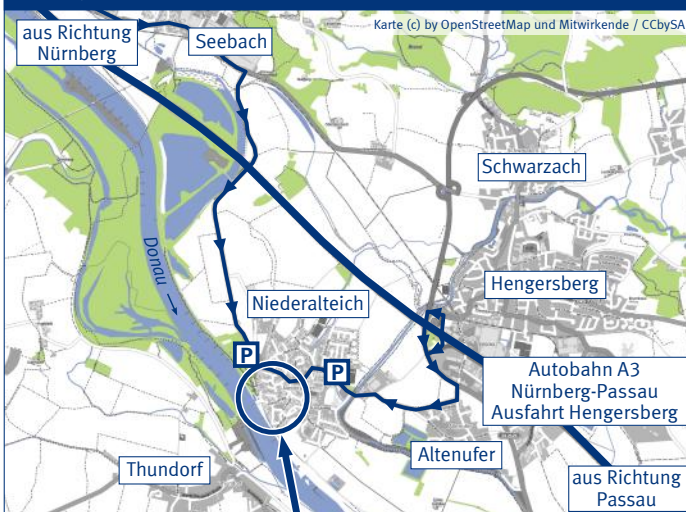 Karte (c) by OpenStreetMap und Mitwirkende / CCbySA
aus Richtung
Nürnberg
Seebach
Schwarzach
Donau
Hengersberg
Niederalteich
P
P
Autobahn A3
Nürnberg-Passau
Ausfahrt Hengersberg
Altenufer
Thundorf
aus Richtung
Passau